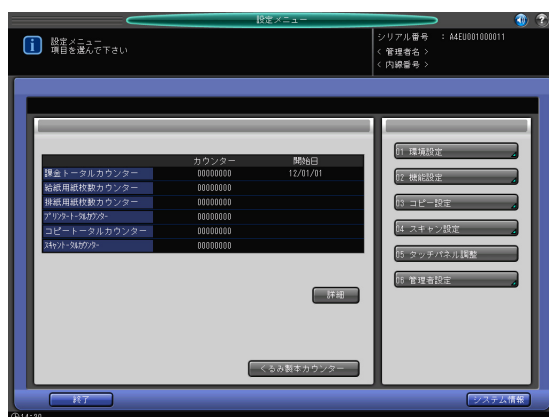 設定メニュー
設定メニュー
項目を選んで下さい
シリアル番号 : A4EU001000011
< 管理者名 >
< 内線番号 >
カウンター 開始日
課金トータルカウンター 00000000 12/01/01
給紙用紙枚数カウンター 00000000
排紙用紙枚数カウンター 00000000
プリンタートータルカウンター 00000000
コピートータルカウンター 00000000
スキャントータルカウンター 00000000
詳細
くるみ製本カウンター
01 環境設定
02 機能設定
03 コピー設定
04 スキャン設定
05 タッチパネル調整
06 管理者設定
終了
システム情報